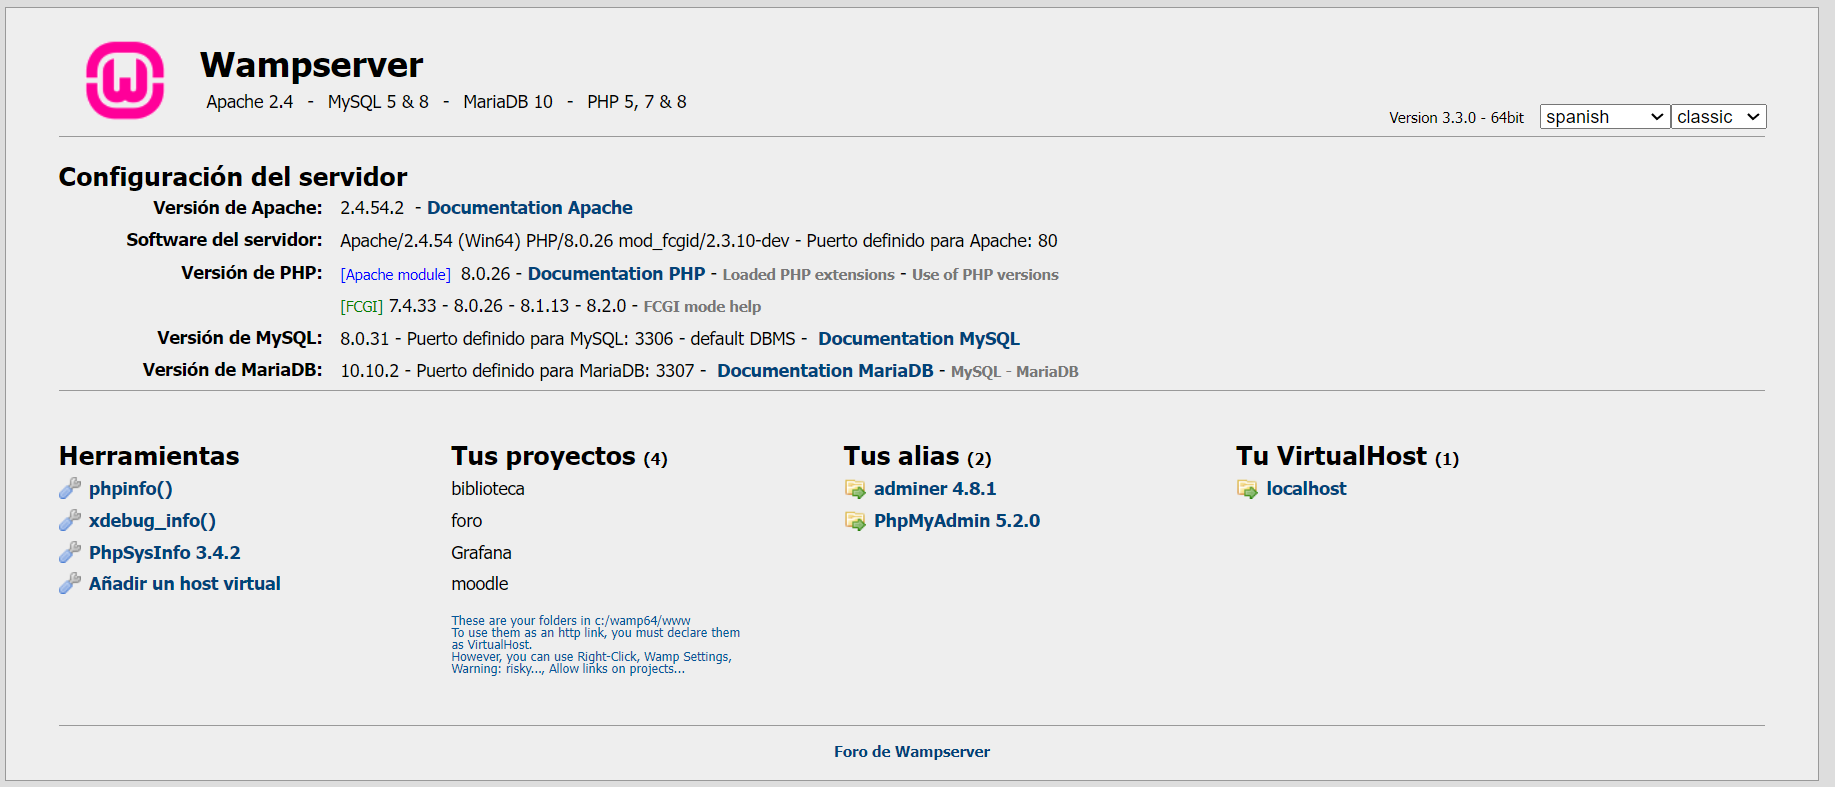 Wampserver
Apache 2.4 - MySQL 5 & 8 - MariaDB 10 - PHP 5, 7 & 8
Version 3.3.0 - 64bit spanish classic
Configuración del servidor
Versión de Apache: 2.4.54.2 - Documentation Apache
Software del servidor: Apache/2.4.54 (Win64) PHP/8.0.26 mod_fcgid/2.3.10-dev - Puerto definido para Apache: 80
Versión de PHP: [Apache module] 8.0.26 - Documentation PHP - Loaded PHP extensions - Use of PHP versions
[FCGI] 7.4.33 - 8.0.26 - 8.1.13 - 8.2.0 - FCGI mode help
Versión de MySQL: 8.0.31 - Puerto definido para MySQL: 3306 - default DBMS - Documentation MySQL
Versión de MariaDB: 10.10.2 - Puerto definido para MariaDB: 3307 - Documentation MariaDB - MySQL - MariaDB
Herramientas
phpinfo()
xdebug_info()
PhpSysInfo 3.4.2
Añadir un host virtual
Tus proyectos (4)
biblioteca
foro
Grafana
moodle
These are your folders in c:/wamp64/www
To use them as an http link, you must declare them
as VirtualHost.
However, you can use Right-Click, Wamp Settings,
Warning: risky..., Allow links on projects...
Tus alias (2)
adminer 4.8.1
PhpMyAdmin 5.2.0
Tu VirtualHost (1)
localhost
Foro de Wampserver